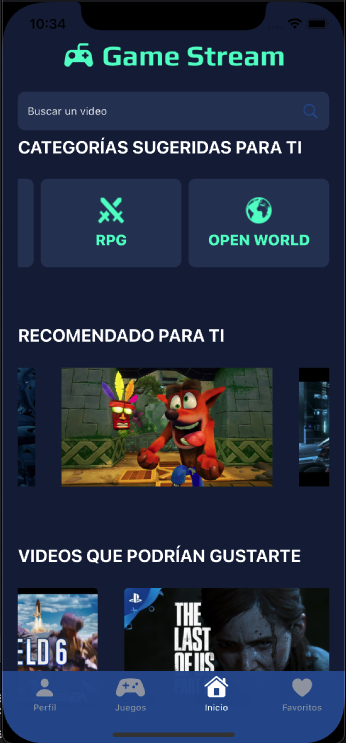 10:34
Game Stream
Buscar un video
CATEGORÍAS SUGERIDAS PARA TI
RPG
OPEN WORLD
RECOMENDADO PARA TI
VIDEOS QUE PODRÍAN GUSTARTE
ELD 6
THE
LAST
OF US
Perfil
Juegos
Inicio
Favoritos